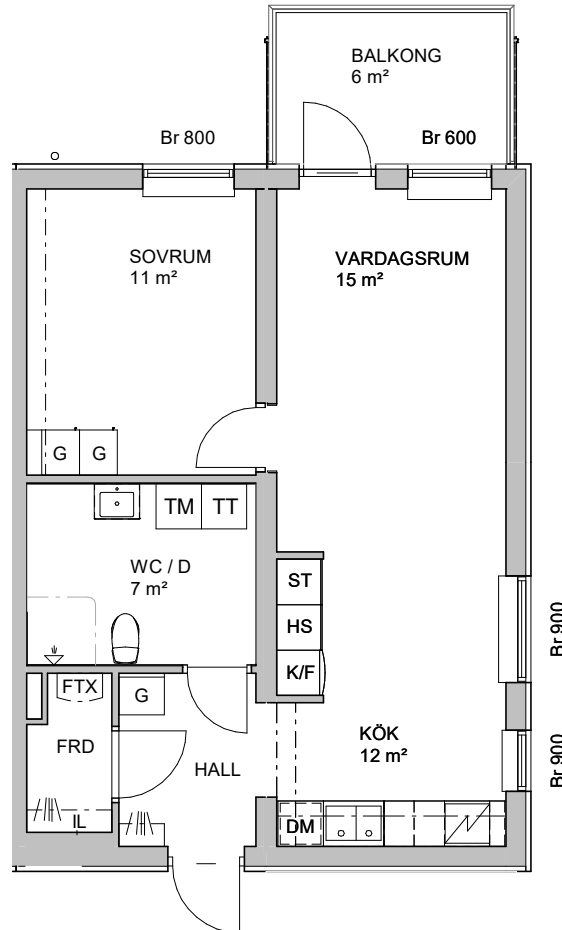 BALKONG
6 m²
Br 800
Br 600
SOVRUM
11 m²
VARDAGSRUM
15 m²
G
G
TM
TT
WC / D
7 m²
ST
HS
K/F
Br 900
FTX
G
FRD
HALL
KÖK
12 m²
Br 900
IL
DM